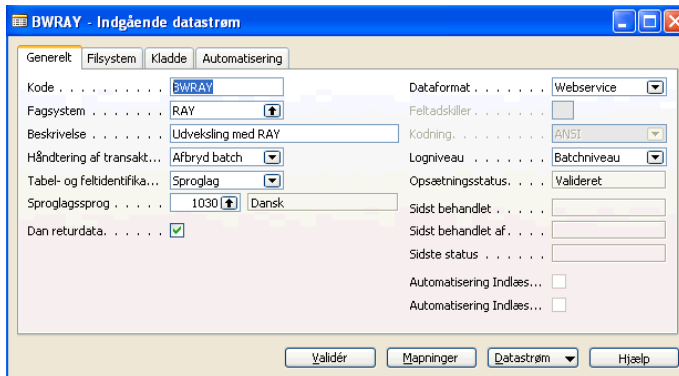 BWRAY - Indgående datastrøm
Generelt Filsystem Kladde Automatisering
Kode . . . . . . . . . . BWRAY
Fagsystem . . . . . . . RAY
Beskrivelse . . . . . . . Udveksling med RAY
Håndtering af transakt... Afbryd batch
Tabel- og feltidentifika... Sproglag
Sproglagssprog . . . . . 1030 Dansk
Dan returdata. . . . . .
Dataformat . . . . . . . Webservice
Feltadskiller . . . . . .
Kodning. . . . . . . . . . ANSI
Logniveau . . . . . . . Batchniveau
Opsætningsstatus. . . . Valideret
Sidst behandlet . . . . .
Sidst behandlet af. . . .
Sidste status . . . . . .
Automatisering Indlæs...
Automatisering Indlæs...
Validér Mapninger Datastrøm Hjælp